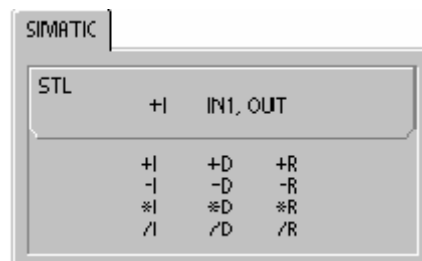 SIMATIC
STL
+I IN1, OUT
+I +D +R
-I -D -R
*I *D *R
/I /D /R